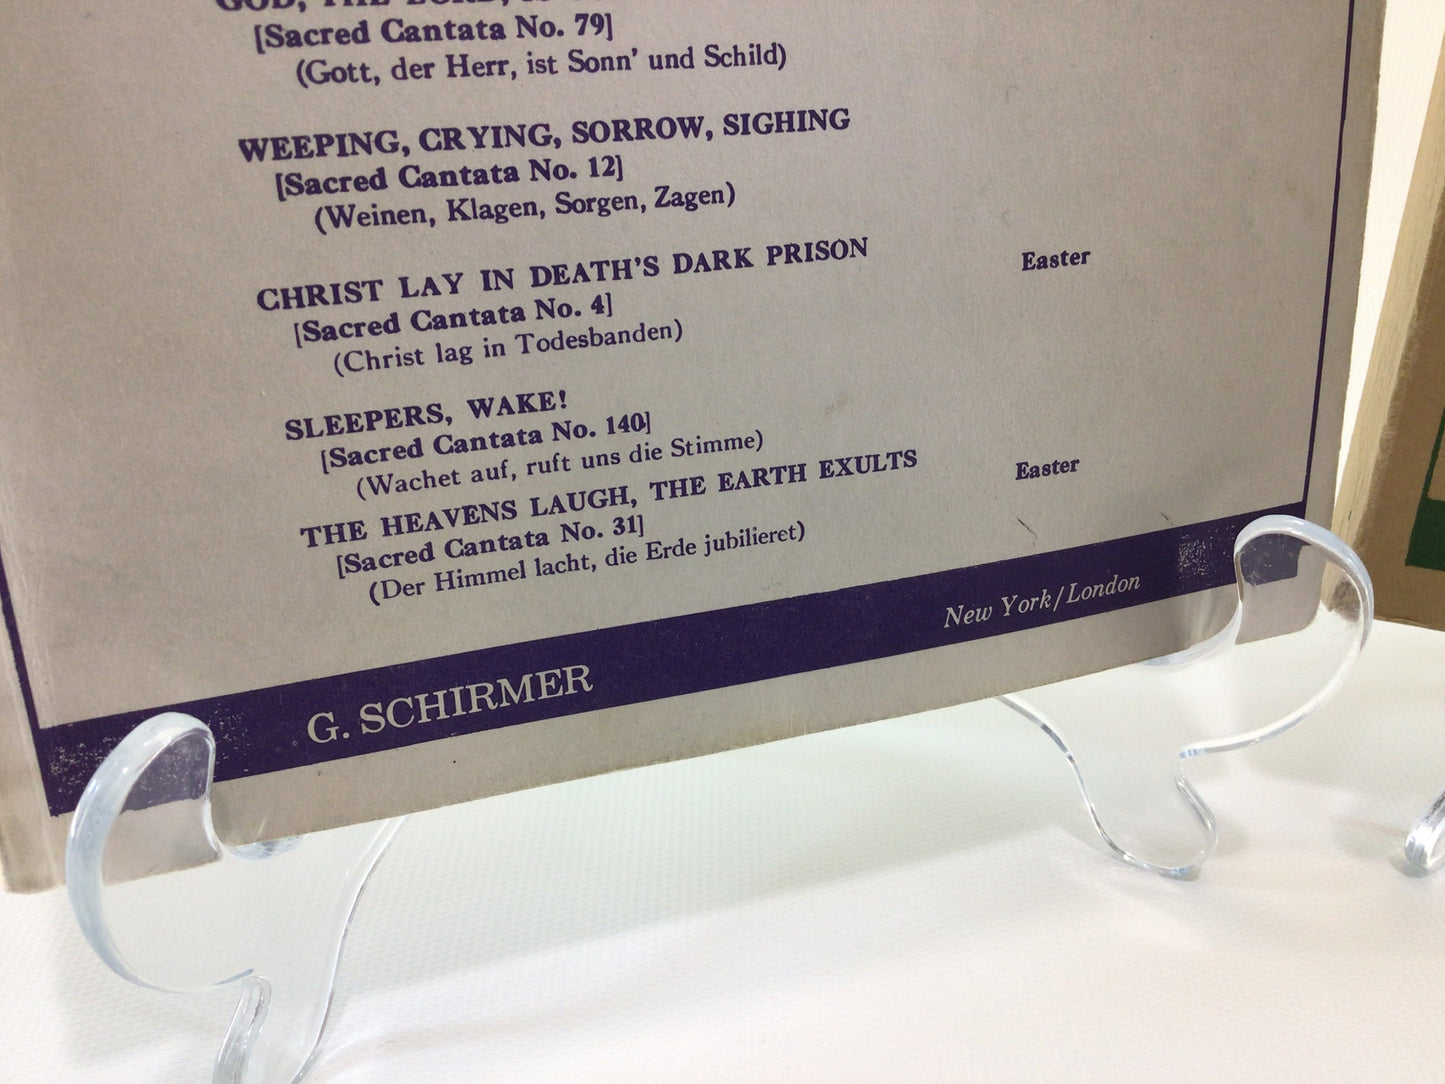 GOD, THE LORD,
[Sacred Cantata No. 79]
(Gott, der Herr, ist Sonn' und Schild)
WEEPING, CRYING, SORROW, SIGHING
[Sacred Cantata No. 12]
(Weinen, Klagen, Sorgen, Zagen)
CHRIST LAY IN DEATH'S DARK PRISON Easter
[Sacred Cantata No. 4]
(Christ lag in Todesbanden)
SLEEPERS, WAKE!
[Sacred Cantata No. 140]
(Wachet auf, ruft uns die Stimme)
THE HEAVENS LAUGH, THE EARTH EXULTS Easter
[Sacred Cantata No. 31]
(Der Himmel lacht, die Erde jubilieret)
G. SCHIRMER New York/London